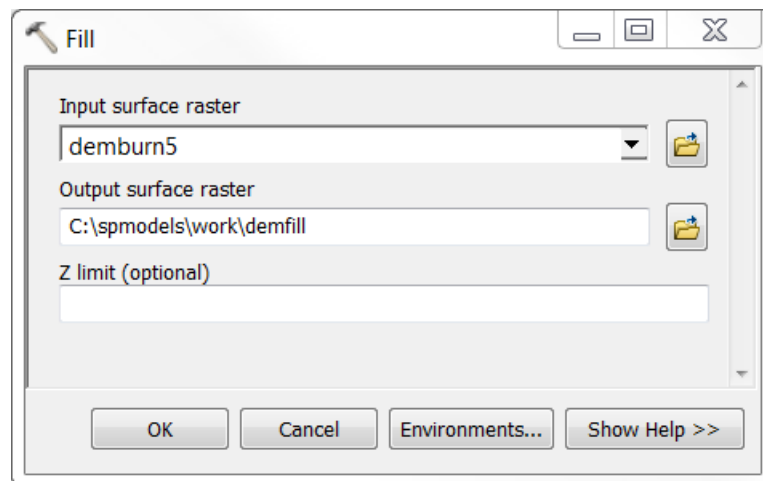 Fill
Input surface raster
demburn5
Output surface raster
C:\spmodels\work\demfill
Z limit (optional)
OK Cancel Environments... Show Help >>